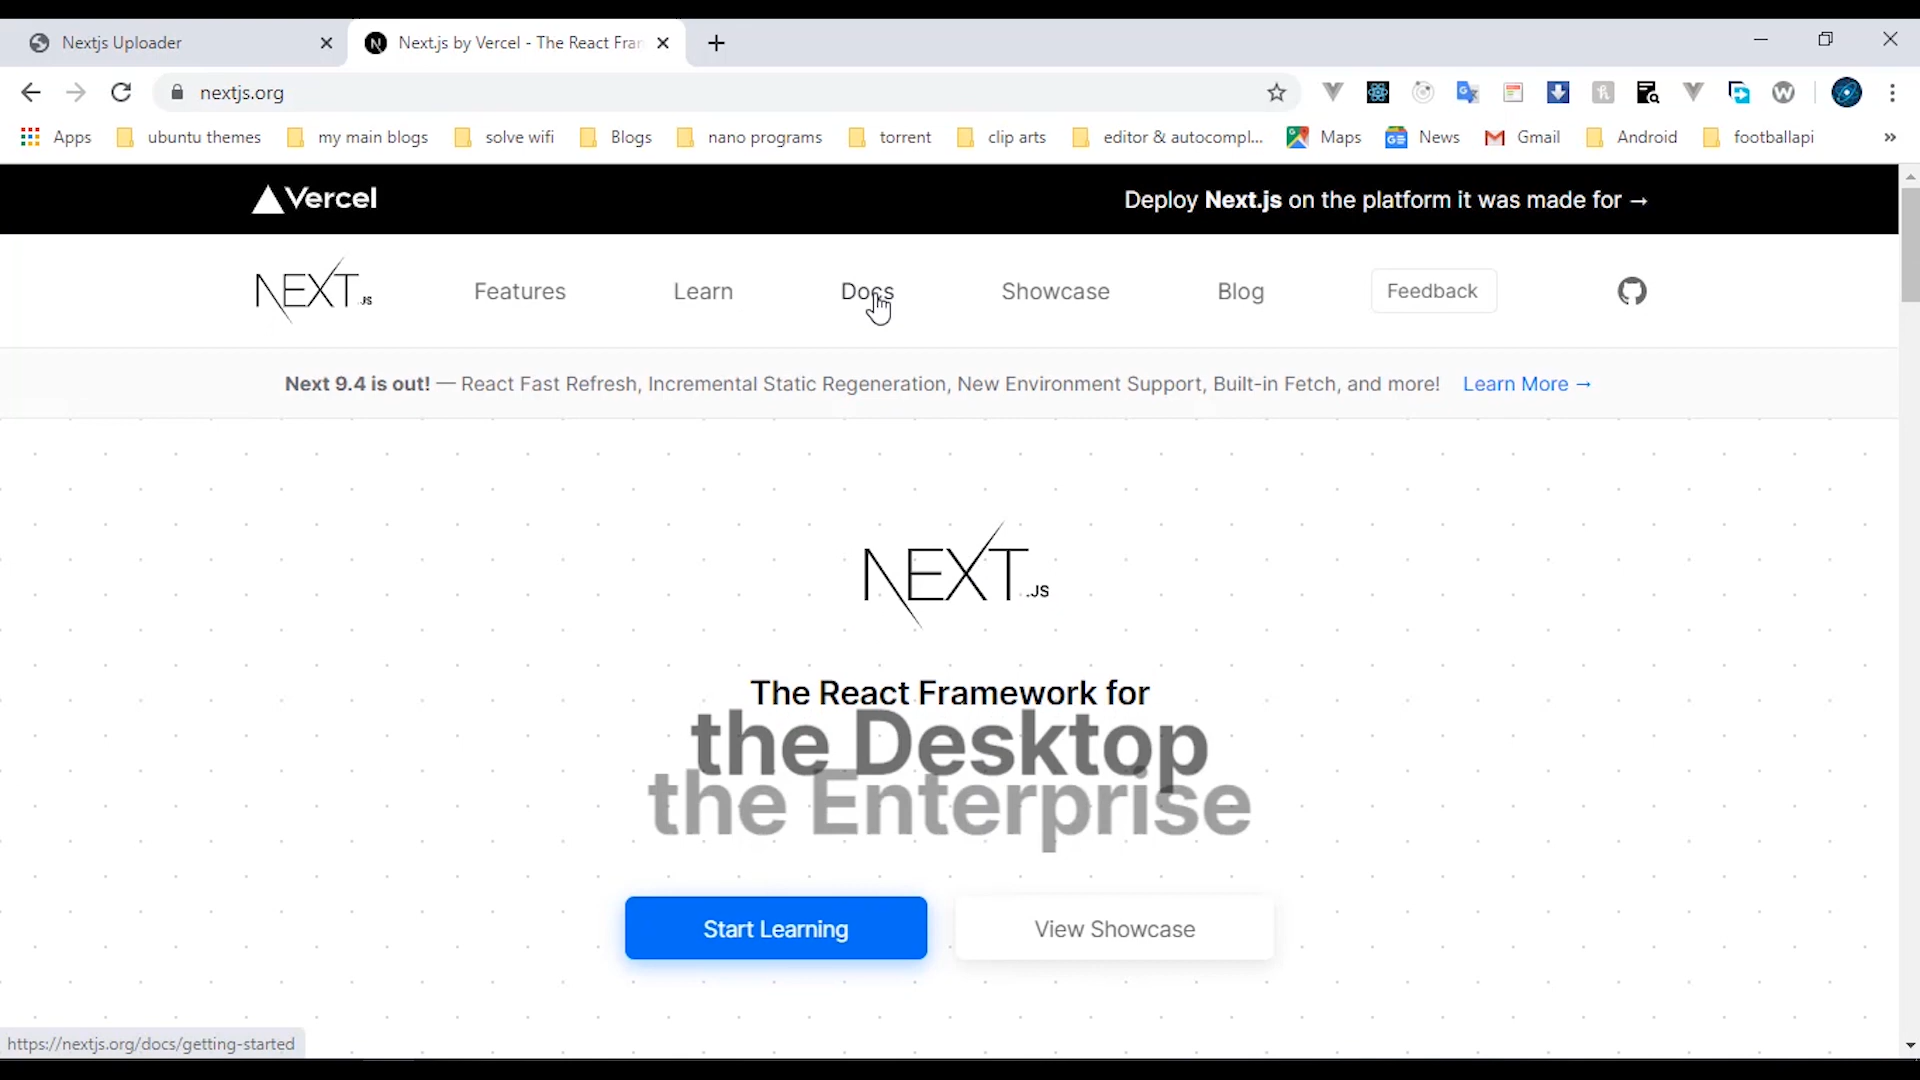 Nextjs Uploader
N Next.js by Vercel - The React Fran
nextjs.org
Apps ubuntu themes my main blogs solve wifi Blogs nano programs torrent clip arts editor & autocompl... Maps News Gmail Android footballapi »
Vercel Deploy Next.js on the platform it was made for →
NEXT.JS Features Learn Docs Showcase Blog Feedback
Next 9.4 is out! — React Fast Refresh, Incremental Static Regeneration, New Environment Support, Built-in Fetch, and more! Learn More →
NEXT.JS
The React Framework for
the Desktop
the Enterprise
Start Learning View Showcase
https://nextjs.org/docs/getting-started